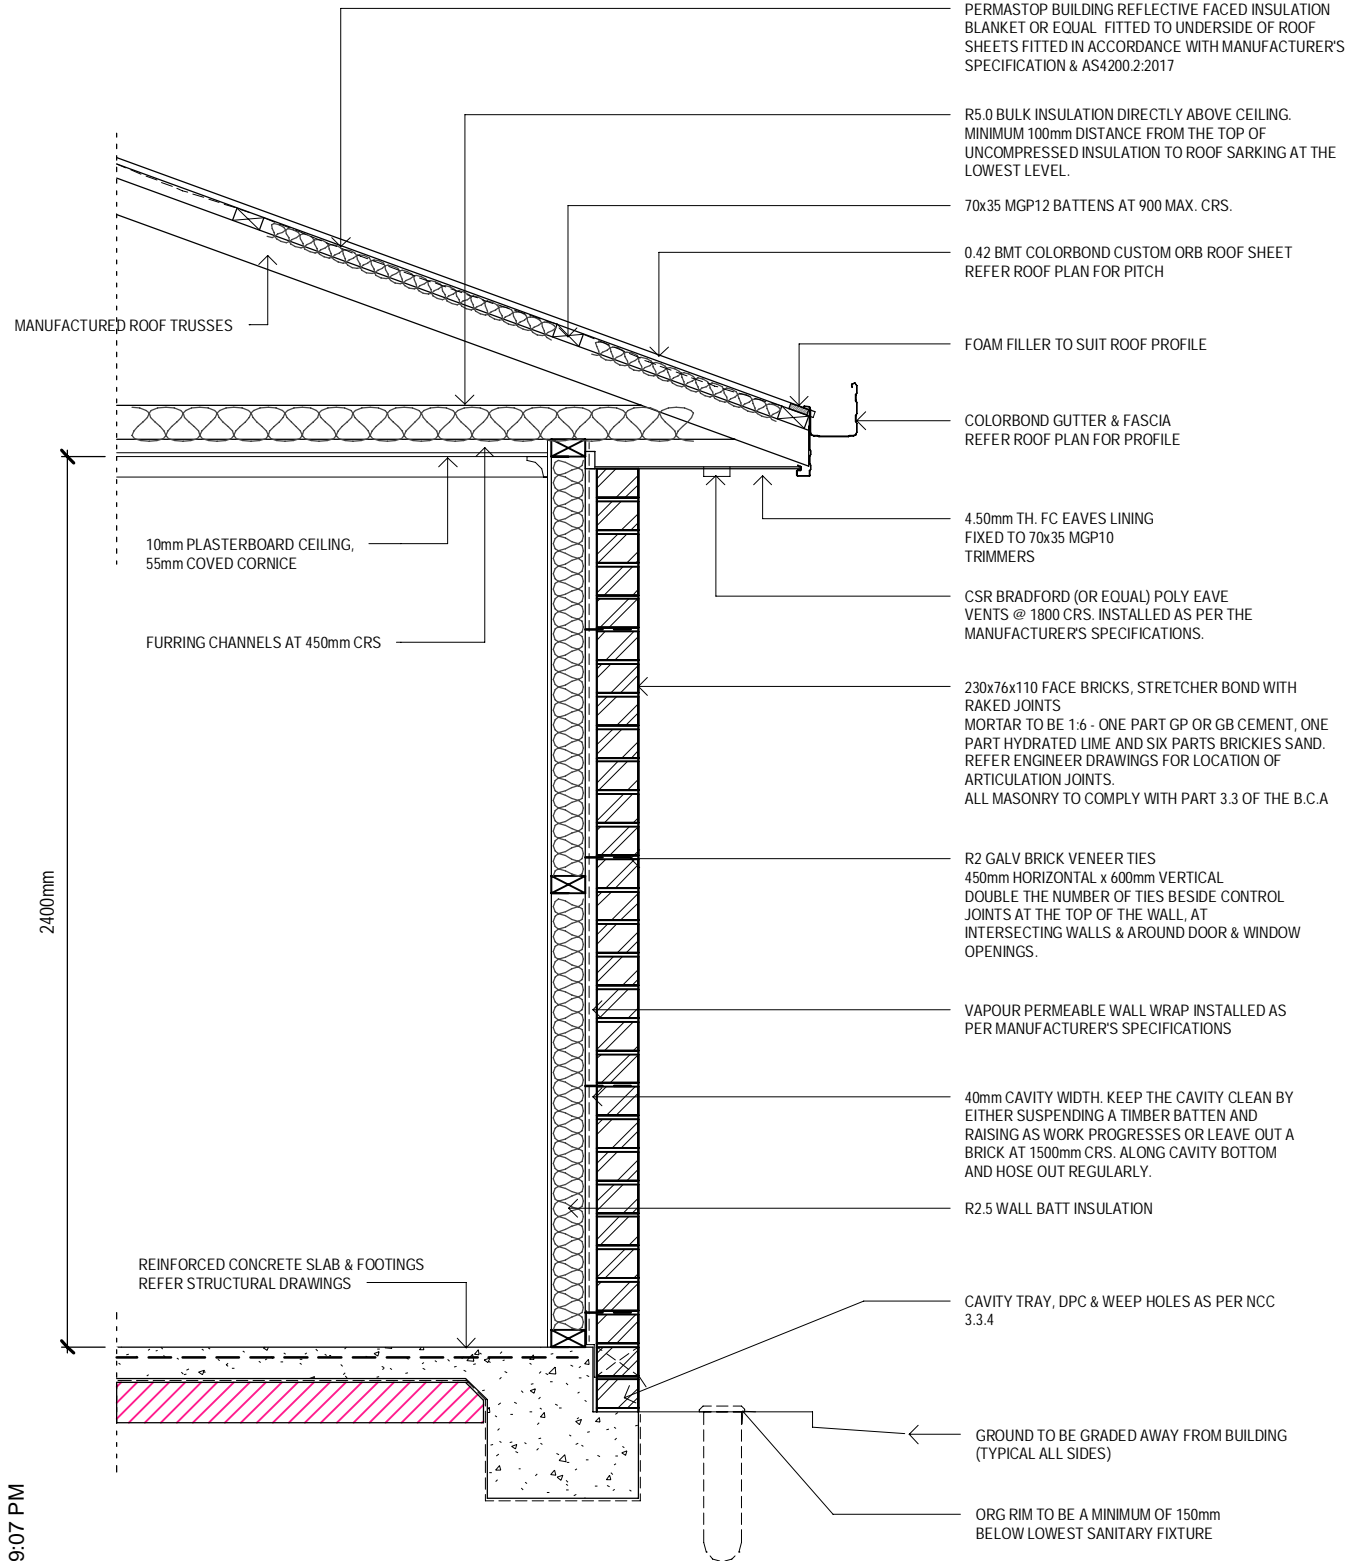 PERMASTOP BUILDING REFLECTIVE FACED INSULATION
BLANKET OR EQUAL FITTED TO UNDERSIDE OF ROOF
SHEETS FITTED IN ACCORDANCE WITH MANUFACTURER'S
SPECIFICATION & AS4200.2:2017
R5.0 BULK INSULATION DIRECTLY ABOVE CEILING.
MINIMUM 100mm DISTANCE FROM THE TOP OF
UNCOMPRESSED INSULATION TO ROOF SARKING AT THE
LOWEST LEVEL.
70x35 MGP12 BATTENS AT 900 MAX. CRS.
0.42 BMT COLORBOND CUSTOM ORB ROOF SHEET
REFER ROOF PLAN FOR PITCH
MANUFACTURED ROOF TRUSSES
FOAM FILLER TO SUIT ROOF PROFILE
COLORBOND GUTTER & FASCIA
REFER ROOF PLAN FOR PROFILE
4.50mm TH. FC EAVES LINING
FIXED TO 70x35 MGP10
TRIMMERS
10mm PLASTERBOARD CEILING,
55mm COVED CORNICE
CSR BRADFORD (OR EQUAL) POLY EAVE
VENTS @ 1800 CRS. INSTALLED AS PER THE
MANUFACTURER'S SPECIFICATIONS.
FURRING CHANNELS AT 450mm CRS
230x76x110 FACE BRICKS, STRETCHER BOND WITH
RAKED JOINTS
MORTAR TO BE 1:6 - ONE PART GP OR GB CEMENT, ONE
PART HYDRATED LIME AND SIX PARTS BRICKIES SAND.
REFER ENGINEER DRAWINGS FOR LOCATION OF
ARTICULATION JOINTS.
ALL MASONRY TO COMPLY WITH PART 3.3 OF THE B.C.A
R2 GALV BRICK VENEER TIES
450mm HORIZONTAL x 600mm VERTICAL
DOUBLE THE NUMBER OF TIES BESIDE CONTROL
JOINTS AT THE TOP OF THE WALL, AT
INTERSECTING WALLS & AROUND DOOR & WINDOW
OPENINGS.
2400mm
VAPOUR PERMEABLE WALL WRAP INSTALLED AS
PER MANUFACTURER'S SPECIFICATIONS
40mm CAVITY WIDTH. KEEP THE CAVITY CLEAN BY
EITHER SUSPENDING A TIMBER BATTEN AND
RAISING AS WORK PROGRESSES OR LEAVE OUT A
BRICK AT 1500mm CRS. ALONG CAVITY BOTTOM
AND HOSE OUT REGULARLY.
R2.5 WALL BATT INSULATION
REINFORCED CONCRETE SLAB & FOOTINGS
REFER STRUCTURAL DRAWINGS
CAVITY TRAY, DPC & WEEP HOLES AS PER NCC
3.3.4
GROUND TO BE GRADED AWAY FROM BUILDING
(TYPICAL ALL SIDES)
ORG RIM TO BE A MINIMUM OF 150mm
BELOW LOWEST SANITARY FIXTURE
9:07 PM